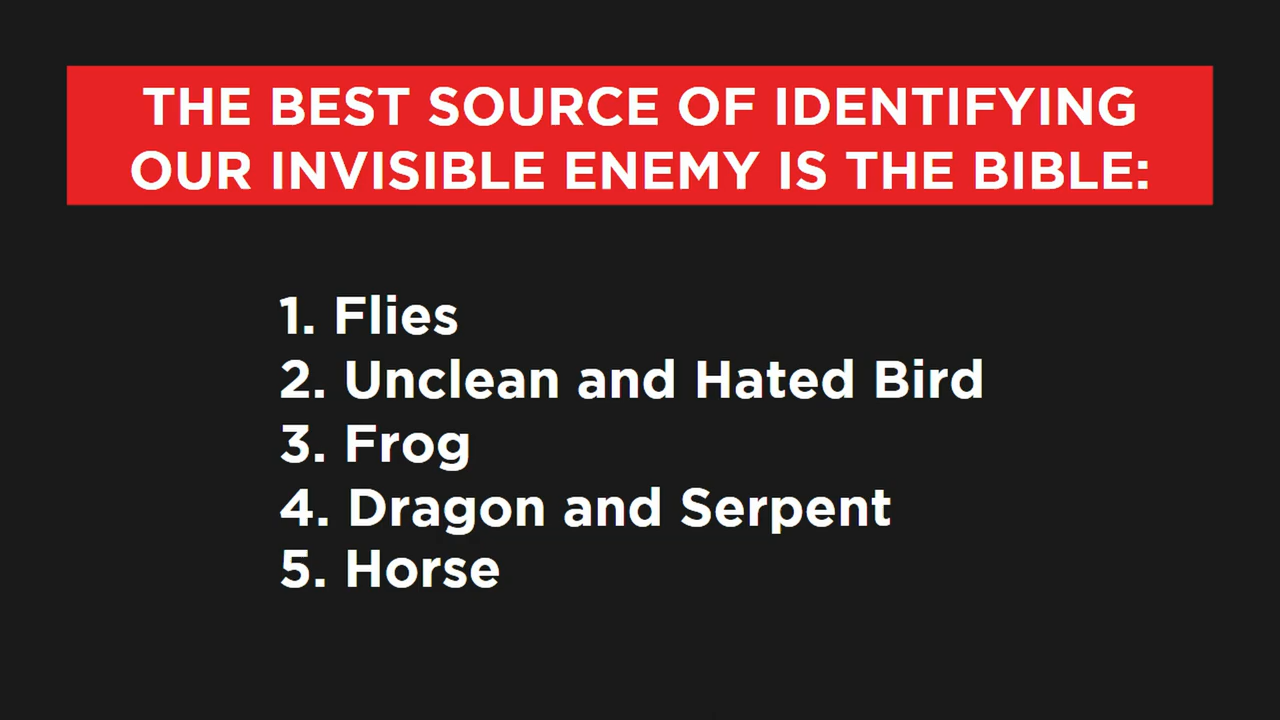 THE BEST SOURCE OF IDENTIFYING
OUR INVISIBLE ENEMY IS THE BIBLE:
1. Flies
2. Unclean and Hated Bird
3. Frog
4. Dragon and Serpent
5. Horse